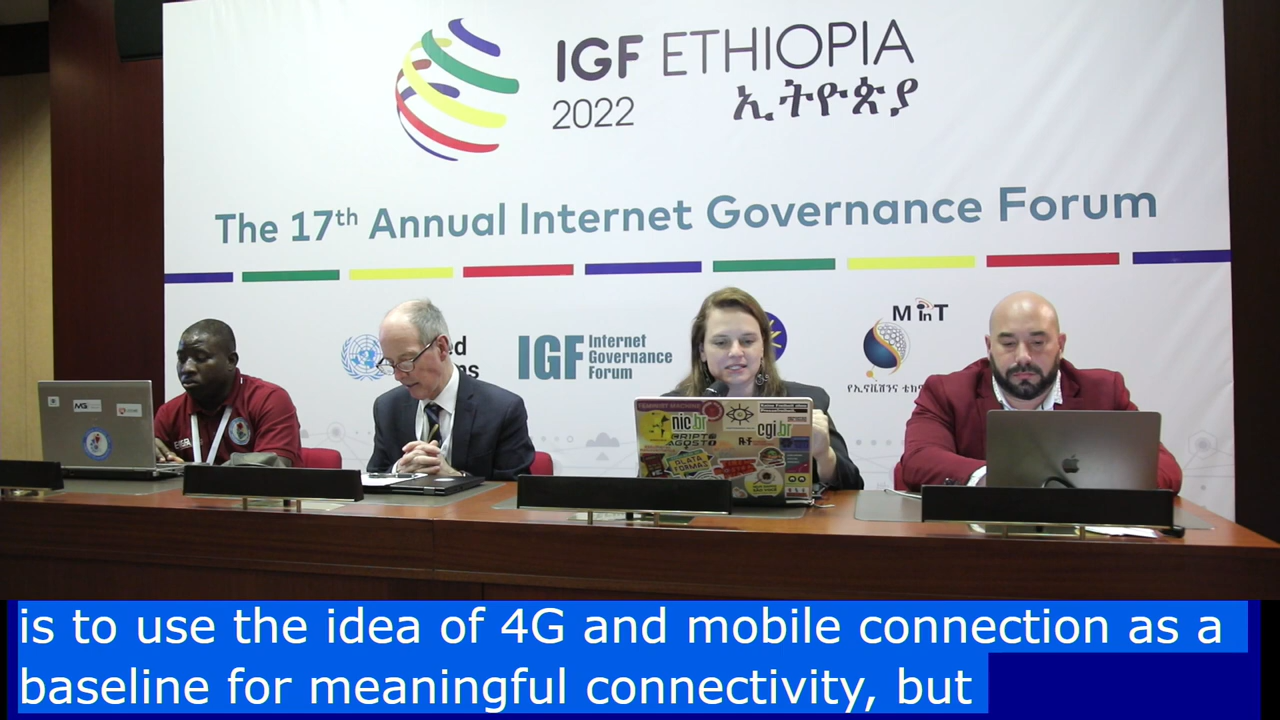 IGF ETHIOPIA
2022 ኢትዮጵያ
The 17th Annual Internet Governance Forum
MinT
IGF Internet
Governance
Forum
nic.br
cgi.br
is to use the idea of 4G and mobile connection as a
baseline for meaningful connectivity, but